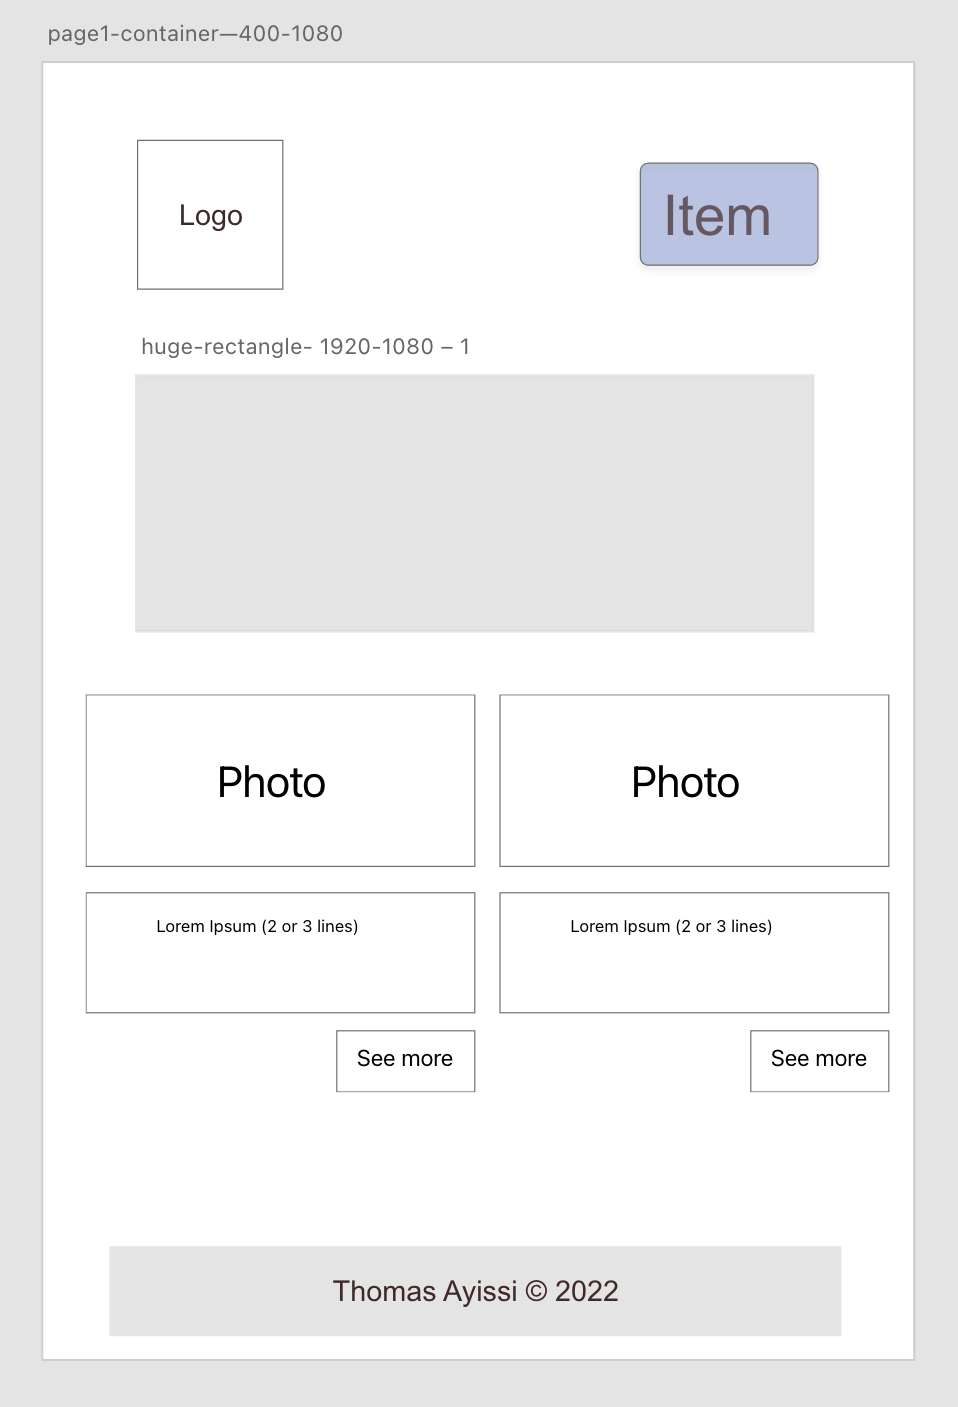 page1-container—400-1080
Logo
Item
huge-rectangle- 1920-1080 – 1
Photo
Photo
Lorem Ipsum (2 or 3 lines)
Lorem Ipsum (2 or 3 lines)
See more
See more
Thomas Ayissi © 2022